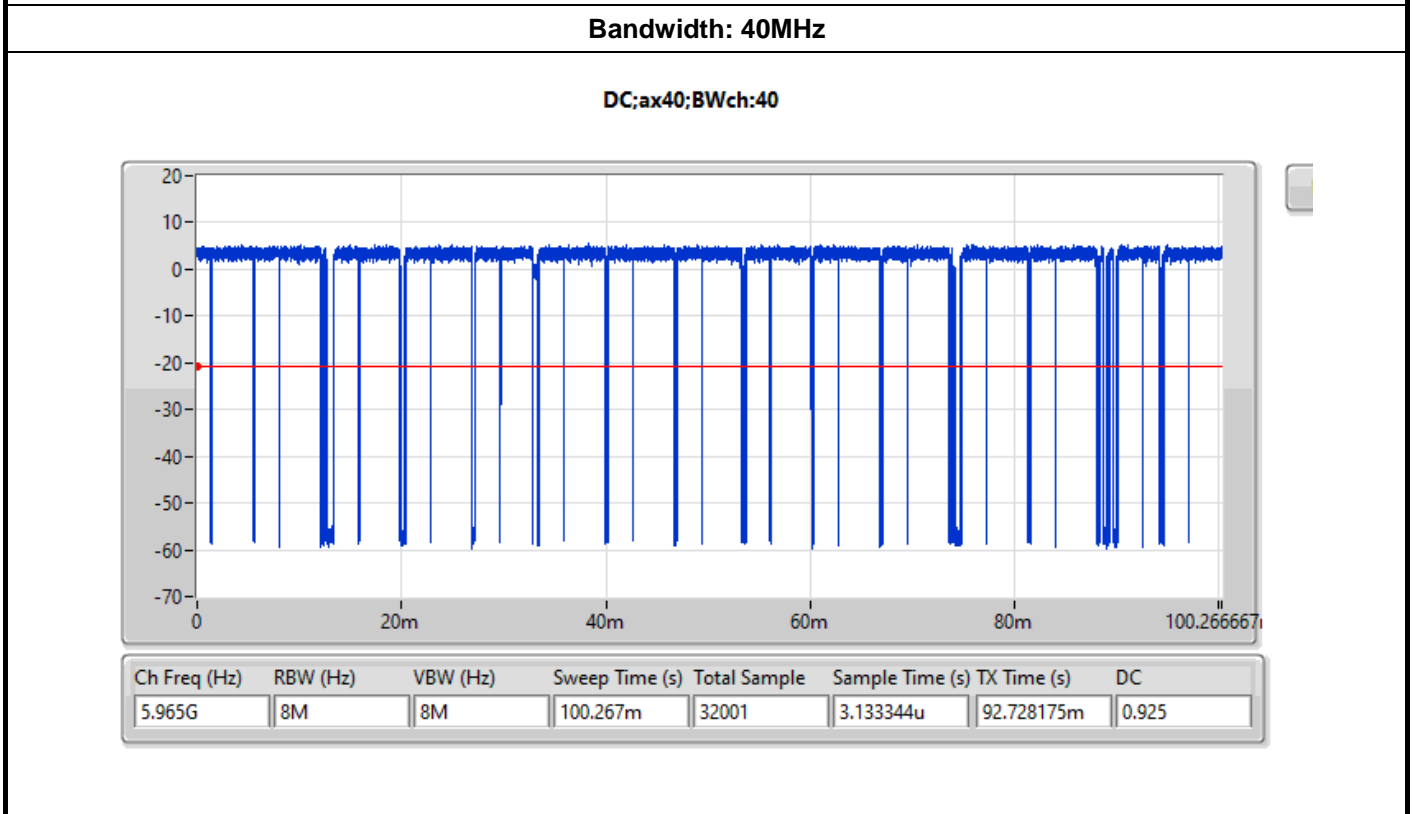 Bandwidth: 40MHz
DC;ax40;BWch:40
20
10
0
-10
-20
-30
-40
-50
-60
-70
0 20m 40m 60m 80m 100.266667
Ch Freq (Hz) RBW (Hz) VBW (Hz) Sweep Time (s) Total Sample Sample Time (s) TX Time (s) DC
5.965G 8M 8M 100.267m 32001 3.133344u 92.728175m 0.925